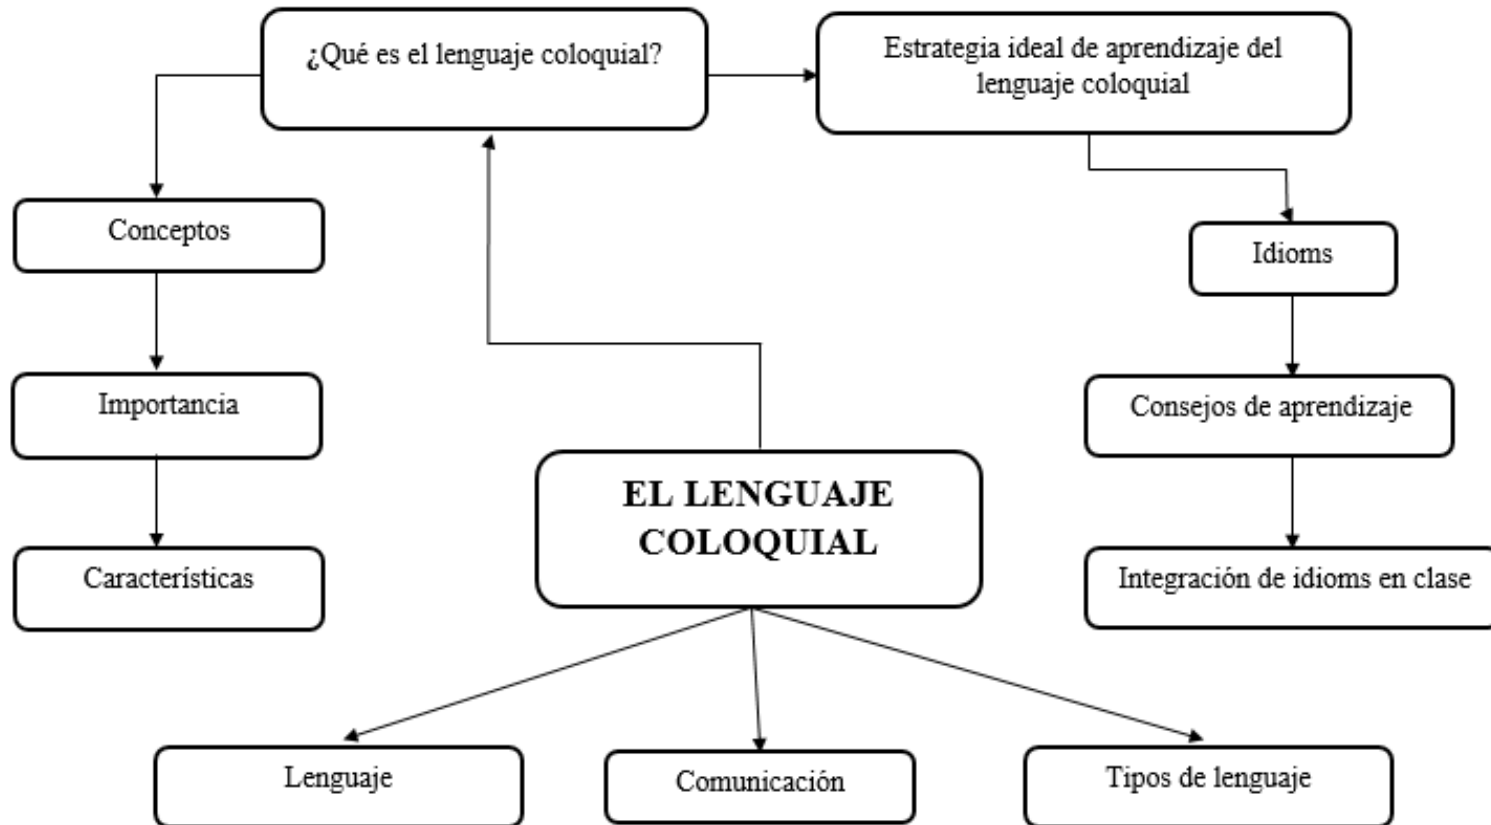 ¿Qué es el lenguaje coloquial?
Estrategia ideal de aprendizaje del
lenguaje coloquial
Conceptos
Idioms
Importancia
Consejos de aprendizaje
EL LENGUAJE
COLOQUIAL
Característícas
Integración de idioms en clase
Lenguaje
Comunicación
Tipos de lenguaje